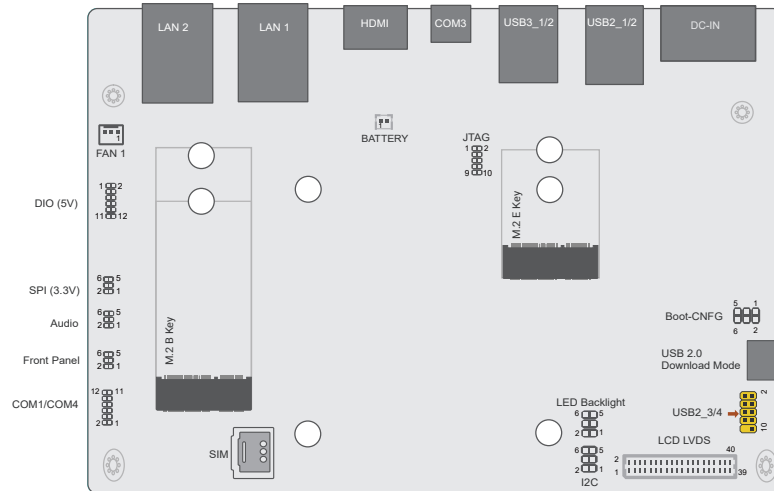 LAN 2
LAN 1
HDMI
COM3
USB3_1/2
USB2_1/2
DC-IN
1
FAN 1
1
BATTERY
JTAG
1 2
9 10
DIO (5V)
1 2
11 12
M.2 E Key
SPI (3.3V)
6 5
2 1
Audio
6 5
2 1
Front Panel
6 5
2 1
COM1/COM4
12 11
2 1
M.2 B Key
SIM
Boot-CNFG
5 1
6 2
USB 2.0
Download Mode
USB2_3/4
2
10
LED Backlight
6 5
2 1
6 5
2 1
I2C
LCD LVDS
2 40
1 39